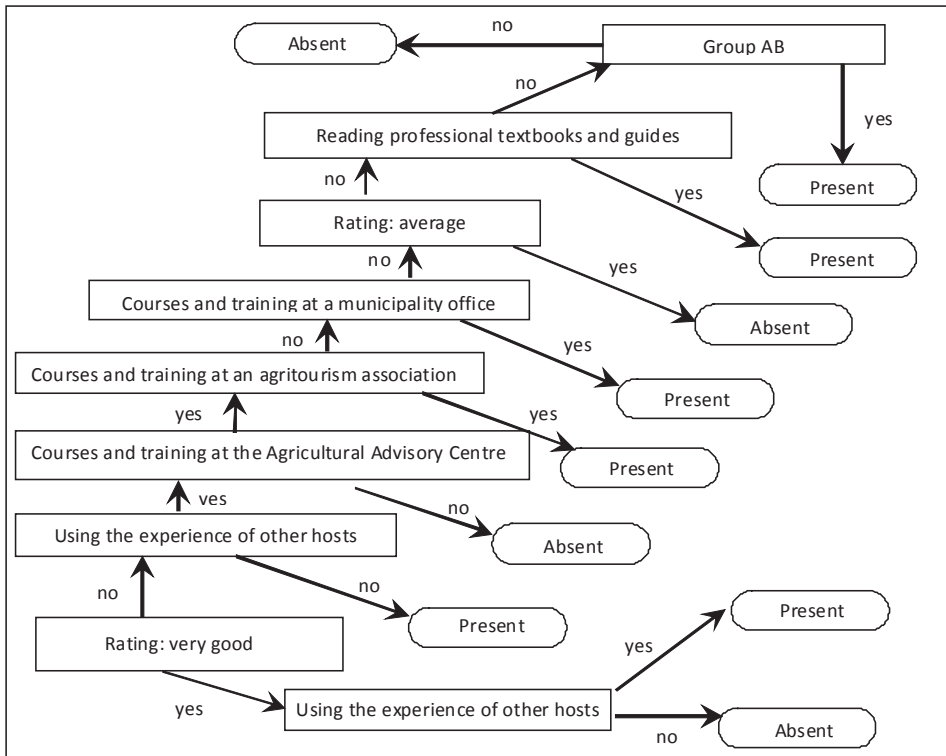 no
Absent
Group AB
no
yes
Reading professional textbooks and guides
no
yes
Present
Rating: average
Present
no
yes
Courses and training at a municipality office
Absent
no
yes
Courses and training at an agritourism association
Present
yes
yes
Courses and training at the Agricultural Advisory Centre
Present
ves
no
Using the experience of other hosts
Absent
no
no
Present
Present
Rating: very good
yes
yes
Using the experience of other hosts
Absent
no